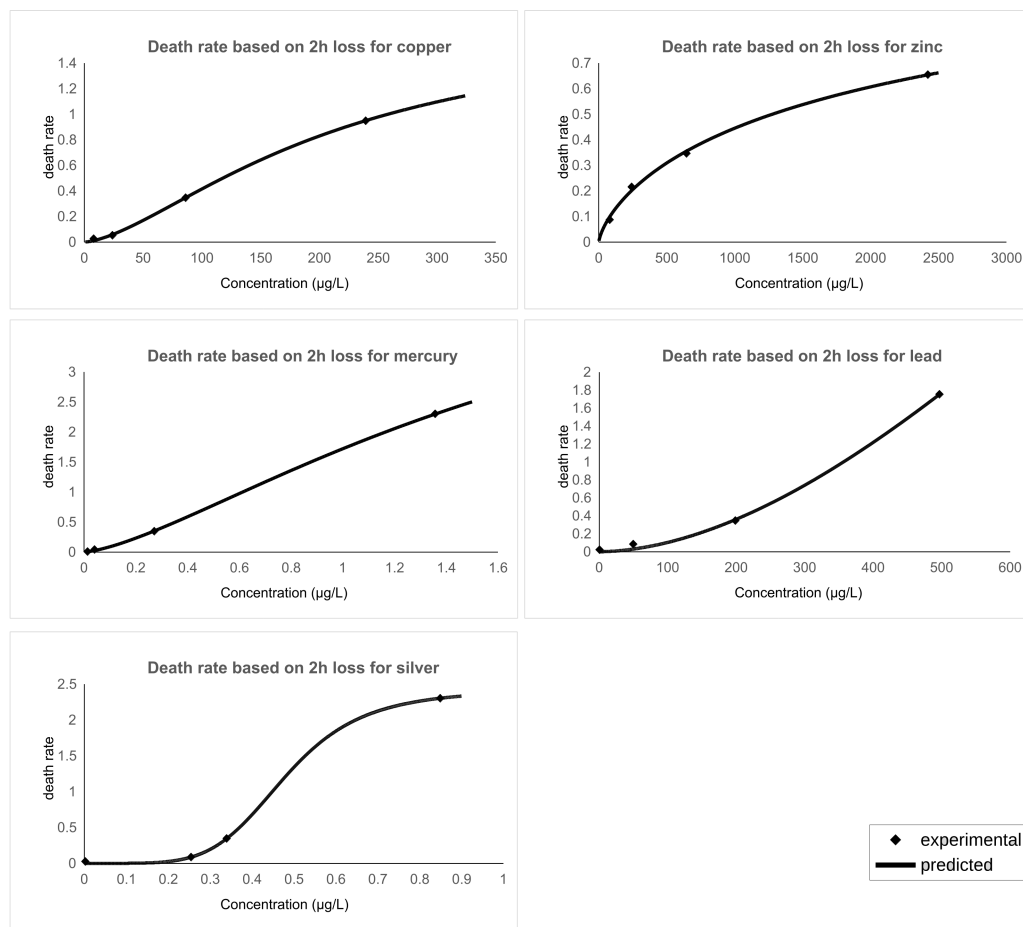 Death rate based on 2h loss for copper
death rate
1.4
1.2
1
0.8
0.6
0.4
0.2
0
0 50 100 150 200 250 300 350
Concentration (µg/L)
Death rate based on 2h loss for zinc
death rate
0.7
0.6
0.5
0.4
0.3
0.2
0.1
0
0 500 1000 1500 2000 2500 3000
Concentration (µg/L)
Death rate based on 2h loss for mercury
death rate
3
2.5
2
1.5
1
0.5
0
0 0.2 0.4 0.6 0.8 1 1.2 1.4 1.6
Concentration (µg/L)
Death rate based on 2h loss for lead
death rate
2
1.8
1.6
1.4
1.2
1
0.8
0.6
0.4
0.2
0
0 100 200 300 400 500 600
Concentration (µg/L)
Death rate based on 2h loss for silver
death rate
2.5
2
1.5
1
0.5
0
0 0.1 0.2 0.3 0.4 0.5 0.6 0.7 0.8 0.9 1
Concentration (µg/L)
experimental
predicted